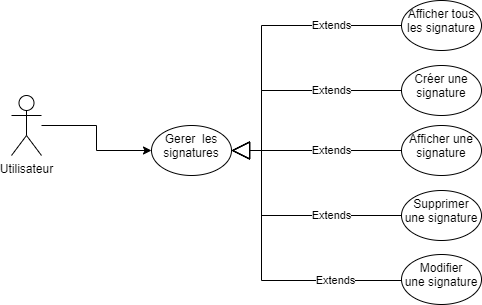 Afficher tous
les signature
Extends
Créer une
signature
Extends
Utilisateur
Gerer les
signatures
Extends
Afficher une
signature
Extends
Supprimer
une signature
Extends
Modifier
une signature